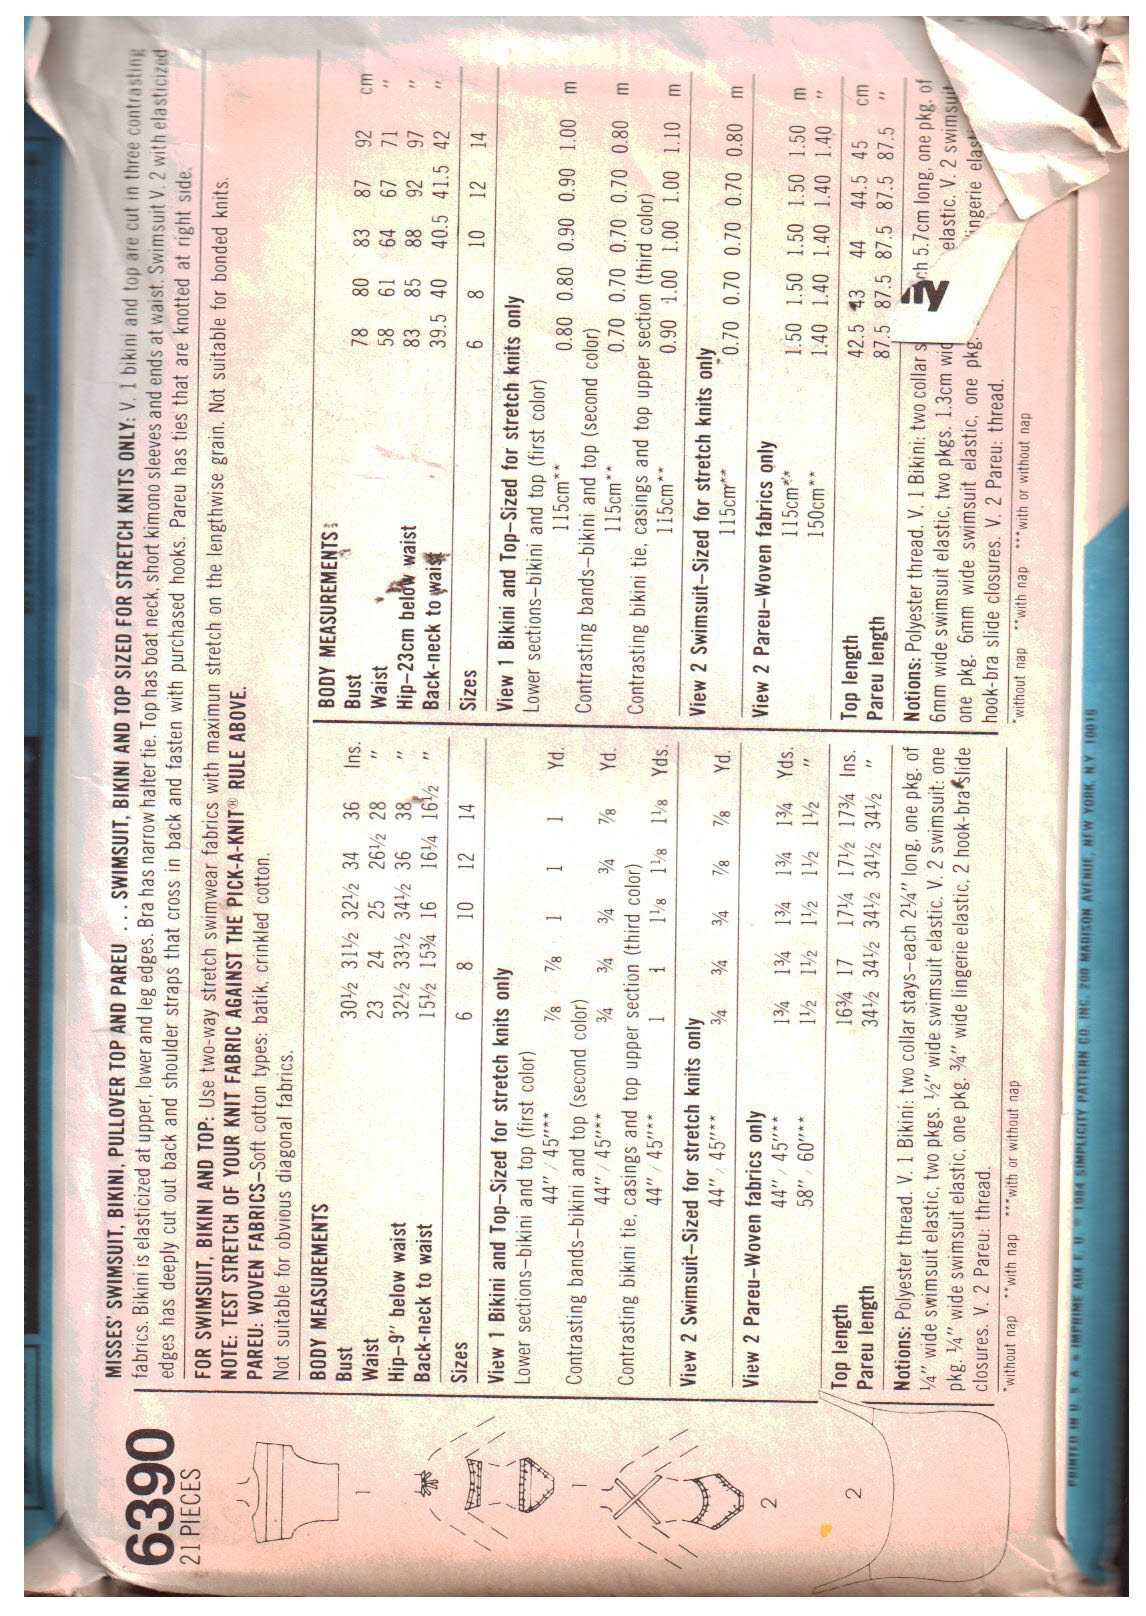 6390
21 PIECES
MISSES' SWIMSUIT, BIKINI, PULLOVER TOP AND PAREU ... SWIMSUIT, BIKINI AND TOP SIZED FOR STRETCH KNITS ONLY: V. 1 bikini and top are cut in three contrasting
fabrics. Bikini is elasticized at upper, lower and leg edges. Bra has narrow halter tie. Top has boat neck, short kimono sleeves and ends at waist. Swimsuit V. 2 with elasticized
edges has deeply cut out back and shoulder straps that cross in back and fasten with purchased hooks. Pareu has ties that are knotted at right side.
FOR SWIMSUIT, BIKINI AND TOP: Use two-way stretch swimwear fabrics with maximun stretch on the lengthwise grain. Not suitable for bonded knits.
NOTE: TEST STRETCH OF YOUR KNIT FABRIC AGAINST THE PICK-A-KNIT® RULE ABOVE.
PAREU: WOVEN FABRICS—Soft cotton types: batik, crinkled cotton.
Not suitable for obvious diagonal fabrics.
BODY MEASUREMENTS
Bust 30½ 31½ 32½ 34 36 Ins.
Waist 23 24 25 26½ 28 "
Hip—9" below waist 32½ 33½ 34½ 36 38 "
Back-neck to waist 15½ 15¾ 16 16¼ 16½ "
Sizes 6 8 10 12 14
View 1 Bikini and Top—Sized for stretch knits only
Lower sections—bikini and top (first color)
44" / 45"** ⅞ ⅞ 1 1 1 Yd.
Contrasting bands—bikini and top (second color)
44" / 45"** ¾ ¾ ¾ ¾ ⅞ Yd.
Contrasting bikini tie, casings and top upper section (third color)
44" / 45"** 1 1 1⅛ 1⅛ 1⅛ Yds.
View 2 Swimsuit—Sized for stretch knits only
44" / 45"** ¾ ¾ ¾ ⅞ ⅞ Yd.
View 2 Pareu—Woven fabrics only
44" / 45"** 1¾ 1¾ 1¾ 1¾ 1¾ Yds.
58" / 60"** 1½ 1½ 1½ 1½ 1½ "
Top length 16¾ 17 17¼ 17½ 17¾ Ins.
Pareu length 34½ 34½ 34½ 34½ 34½ "
Notions: Polyester thread. V. 1 Bikini: two collar stays—each 2¼" long, one pkg. of
¼" wide swimsuit elastic, two pkgs. ½" wide swimsuit elastic. V. 2 swimsuit: one
pkg. ¼" wide swimsuit elastic, one pkg. ¾" wide lingerie elastic, 2 hook-bra slide
closures. V. 2 Pareu: thread.
*without nap **with nap ***with or without nap
BODY MEASUREMENTS
Bust 78 80 83 87 92 cm
Waist 58 61 64 67 71 "
Hip—23cm below waist 83 85 88 92 97 "
Back-neck to waist 39.5 40 40.5 41.5 42 "
Sizes 6 8 10 12 14
View 1 Bikini and Top—Sized for stretch knits only
Lower sections—bikini and top (first color)
115cm** 0.80 0.80 0.90 0.90 1.00 m
Contrasting bands—bikini and top (second color)
115cm** 0.70 0.70 0.70 0.70 0.80 m
Contrasting bikini tie, casings and top upper section (third color)
115cm** 0.90 1.00 1.00 1.00 1.10 m
View 2 Swimsuit—Sized for stretch knits only
115cm** 0.70 0.70 0.70 0.70 0.80 m
View 2 Pareu—Woven fabrics only
115cm** 1.50 1.50 1.50 1.50 1.50 m
150cm** 1.40 1.40 1.40 1.40 1.40 "
Top length 42.5 43 44 44.5 45 cm
Pareu length 87.5 87.5 87.5 87.5 87.5 "
Notions: Polyester thread. V. 1 Bikini: two collar s ch 5.7cm long, one pkg. of
6mm wide swimsuit elastic, two pkgs. 1.3cm wid elastic. V. 2 swimsuit
one pkg. 6mm wide swimsuit elastic, one pkg. lingerie elast
hook-bra slide closures. V. 2 Pareu: thread.
*without nap **with nap ***with or without nap
1
1
2
2
PRINTED IN U S A • IMPRIME AUX E. U. © 1984 SIMPLICITY PATTERN CO. INC. 200 MADISON AVENUE, NEW YORK, N.Y. 10016